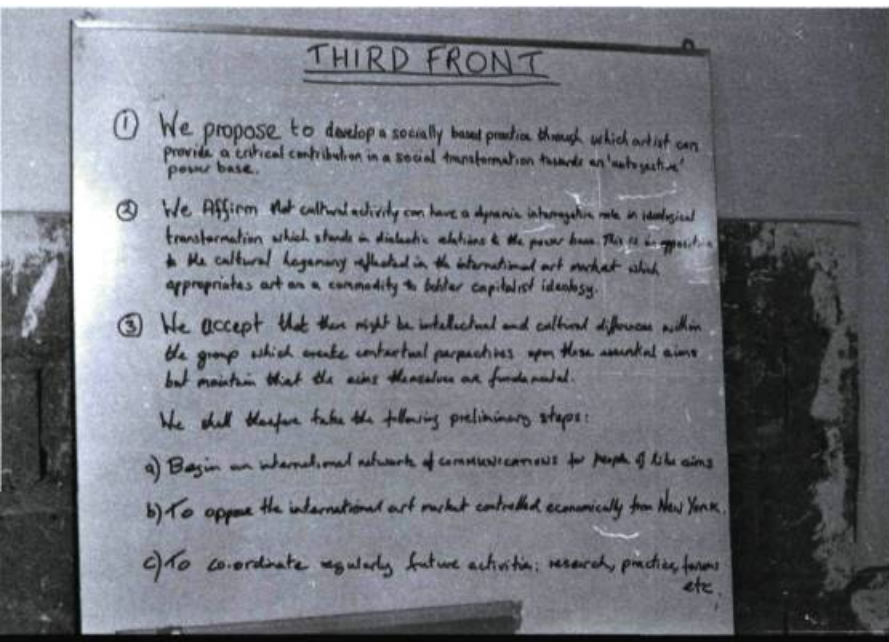 THIRD FRONT
① We propose to develop a socially based practice through which artist can
provide a critical contribution in a social transformation towards an 'autogestive'
power base.
② We Affirm that cultural activity can have a dynamic interrogative role in ideological
transformation which stands in dialectic relations to the power base. This is in opposition
to the cultural hegemony reflected in the international art market which
appropriates art as a commodity to bolster capitalist ideology.
③ We accept that there might be intellectual and cultural differences within
the group which create contextual perspectives upon these essential aims
but maintain that the aims themselves are fundamental.
We shall therefore take the following preliminary steps:
a) Begin an international network of COMMUNICATIONS for people of like aims
b) To oppose the international art market controlled economically from New York.
c) To co-ordinate regularly future activities: research, practice, forums
etc.